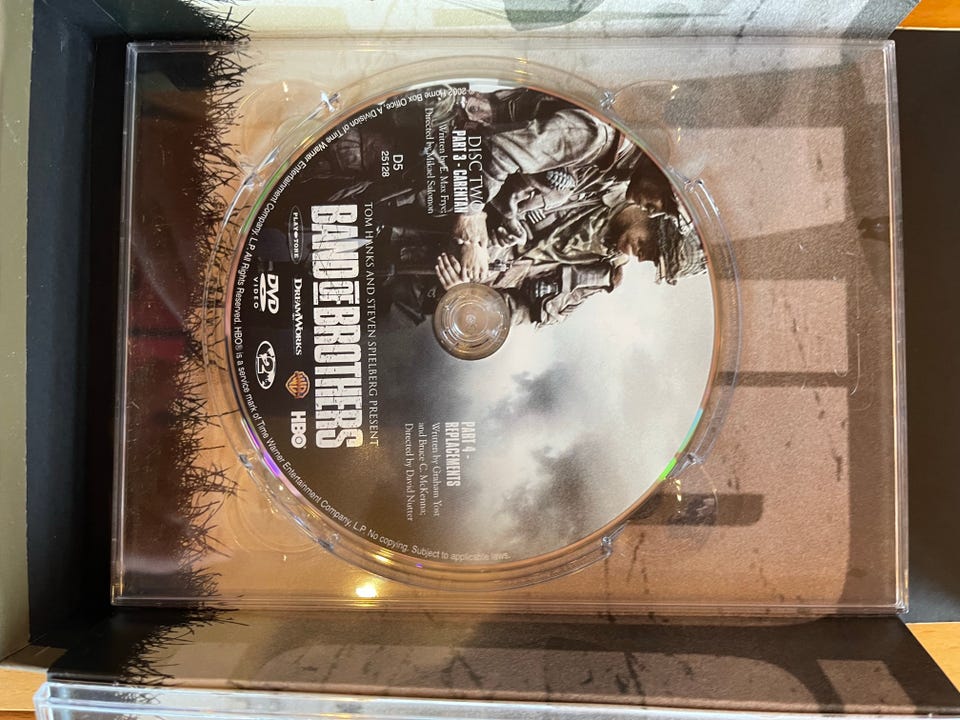 DISC TWO
PART 3 - CARENTAN
Written by E. Max Frye;
Directed by Mikael Salomon
PART 4 -
REPLACEMENTS
Written by Graham Yost
and Bruce C. McKenna;
Directed by David Nutter
D5
25128
TOM HANKS AND STEVEN SPIELBERG PRESENT
BAND OF BROTHERS
PLAYTONE
DREAMWORKS
WB
HBO
DVD
VIDEO
2
2002 Home Box Office, A Division of Time Warner Entertainment Company, L.P. All Rights Reserved. HBO® is a service mark of Time Warner Entertainment Company, L.P. No copying. Subject to applicable laws.